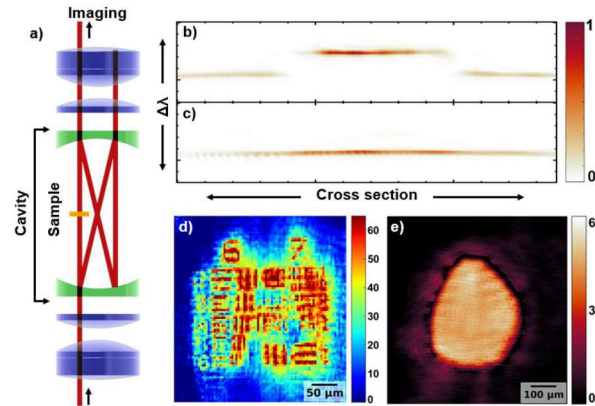 Imaging
a)
Cavity
Sample
b)
c)
Δλ
Cross section
1
0
d)
6 7
50 μm
60
50
40
30
20
10
0
e)
100 μm
6
3
0